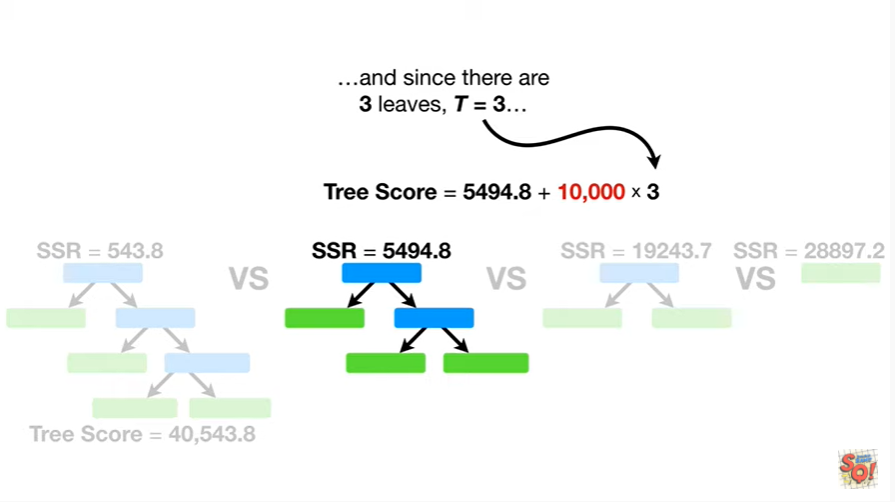 …and since there are
3 leaves, T = 3…
Tree Score = 5494.8 + 10,000 x 3
SSR = 543.8
VS
SSR = 5494.8
VS
SSR = 19243.7
VS
SSR = 28897.2
Tree Score = 40,543.8
SQ!